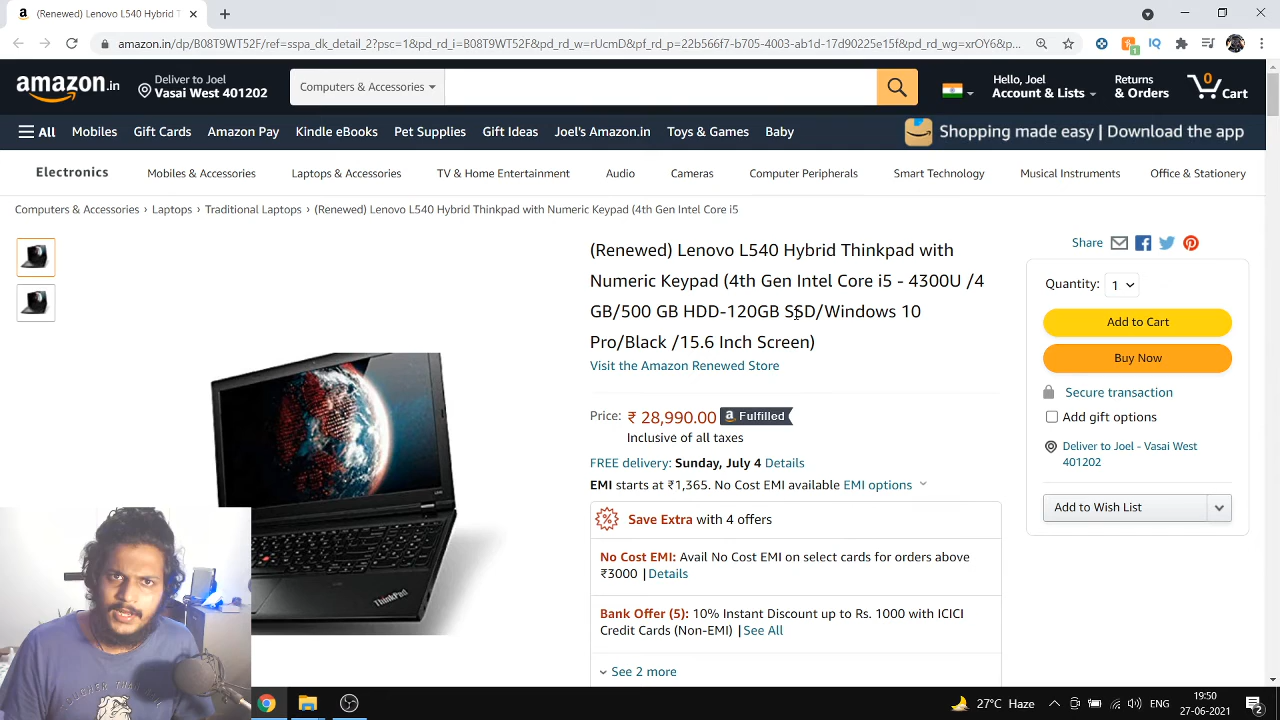 (Renewed) Lenovo L540 Hybrid T
amazon.in/dp/B08T9WT52F/ref=sspa_dk_detail_2?psc=1&pd_rd_i=B08T9WT52F&pd_rd_w=rUcmD&pf_rd_p=22b566f7-b705-4003-ab1d-17d90225e15f&pd_rd_wg=xrOY6&p...
1
IQ
amazon.in
Deliver to Joel
Vasai West 401202
Computers & Accessories
Hello, Joel
Account & Lists
Returns
& Orders
0
Cart
All
Mobiles
Gift Cards
Amazon Pay
Kindle eBooks
Pet Supplies
Gift Ideas
Joel's Amazon.in
Toys & Games
Baby
Shopping made easy | Download the app
Electronics
Mobiles & Accessories
Laptops & Accessories
TV & Home Entertainment
Audio
Cameras
Computer Peripherals
Smart Technology
Musical Instruments
Office & Stationery
Computers & Accessories › Laptops › Traditional Laptops › (Renewed) Lenovo L540 Hybrid Thinkpad with Numeric Keypad (4th Gen Intel Core i5
(Renewed) Lenovo L540 Hybrid Thinkpad with
Numeric Keypad (4th Gen Intel Core i5 - 4300U /4
GB/500 GB HDD-120GB SSD/Windows 10
Pro/Black /15.6 Inch Screen)
Visit the Amazon Renewed Store
Price: ₹ 28,990.00 a Fulfilled
Inclusive of all taxes
FREE delivery: Sunday, July 4 Details
EMI starts at ₹1,365. No Cost EMI available EMI options
Save Extra with 4 offers
No Cost EMI: Avail No Cost EMI on select cards for orders above
₹3000 | Details
Bank Offer (5): 10% Instant Discount up to Rs. 1000 with ICICI
Credit Cards (Non-EMI) | See All
See 2 more
Share
Quantity: 1
Add to Cart
Buy Now
Secure transaction
Add gift options
Deliver to Joel - Vasai West
401202
Add to Wish List
ThinkPad
27°C Haze
ENG
19:50
27-06-2021
2